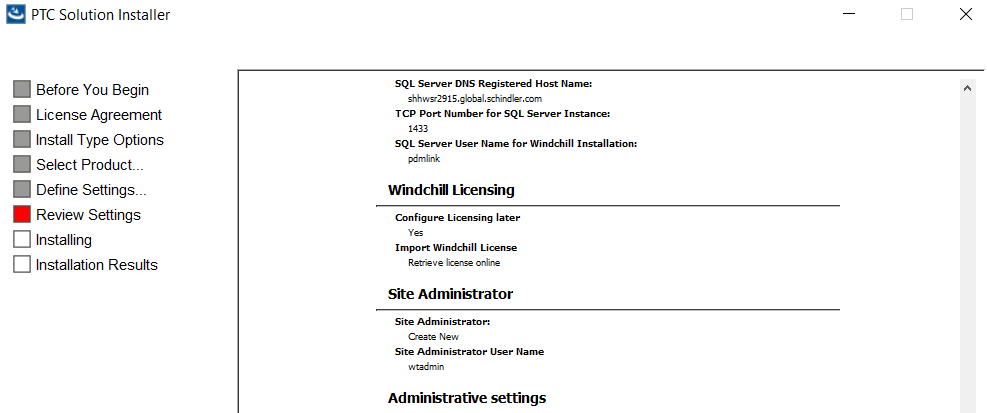 PTC Solution Installer
Before You Begin
License Agreement
Install Type Options
Select Product...
Define Settings...
Review Settings
Installing
Installation Results
SQL Server DNS Registered Host Name:
shhwsr2915.global.schindler.com
TCP Port Number for SQL Server Instance:
1433
SQL Server User Name for Windchill Installation:
pdmlink
Windchill Licensing
Configure Licensing later
Yes
Import Windchill License
Retrieve license online
Site Administrator
Site Administrator:
Create New
Site Administrator User Name
wtadmin
Administrative settings